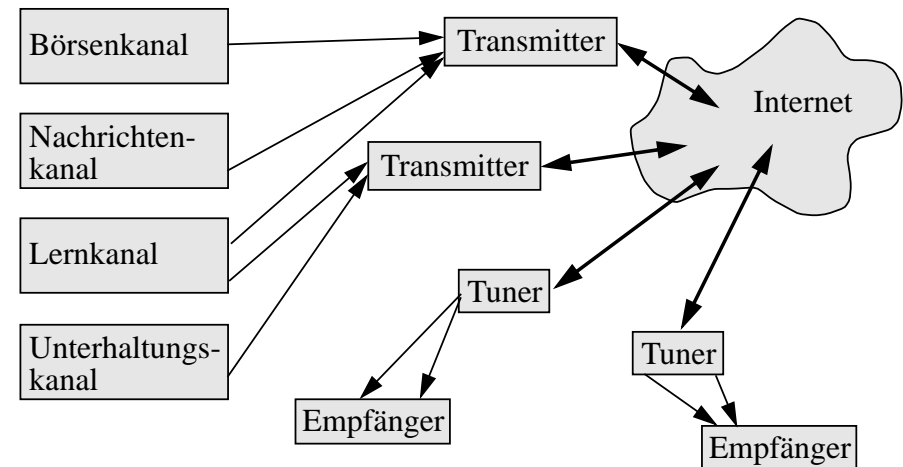 Börsenkanal
Transmitter
Internet
Nachrichten-
kanal
Transmitter
Lernkanal
Tuner
Unterhaltungs-
kanal
Tuner
Empfänger
Empfänger